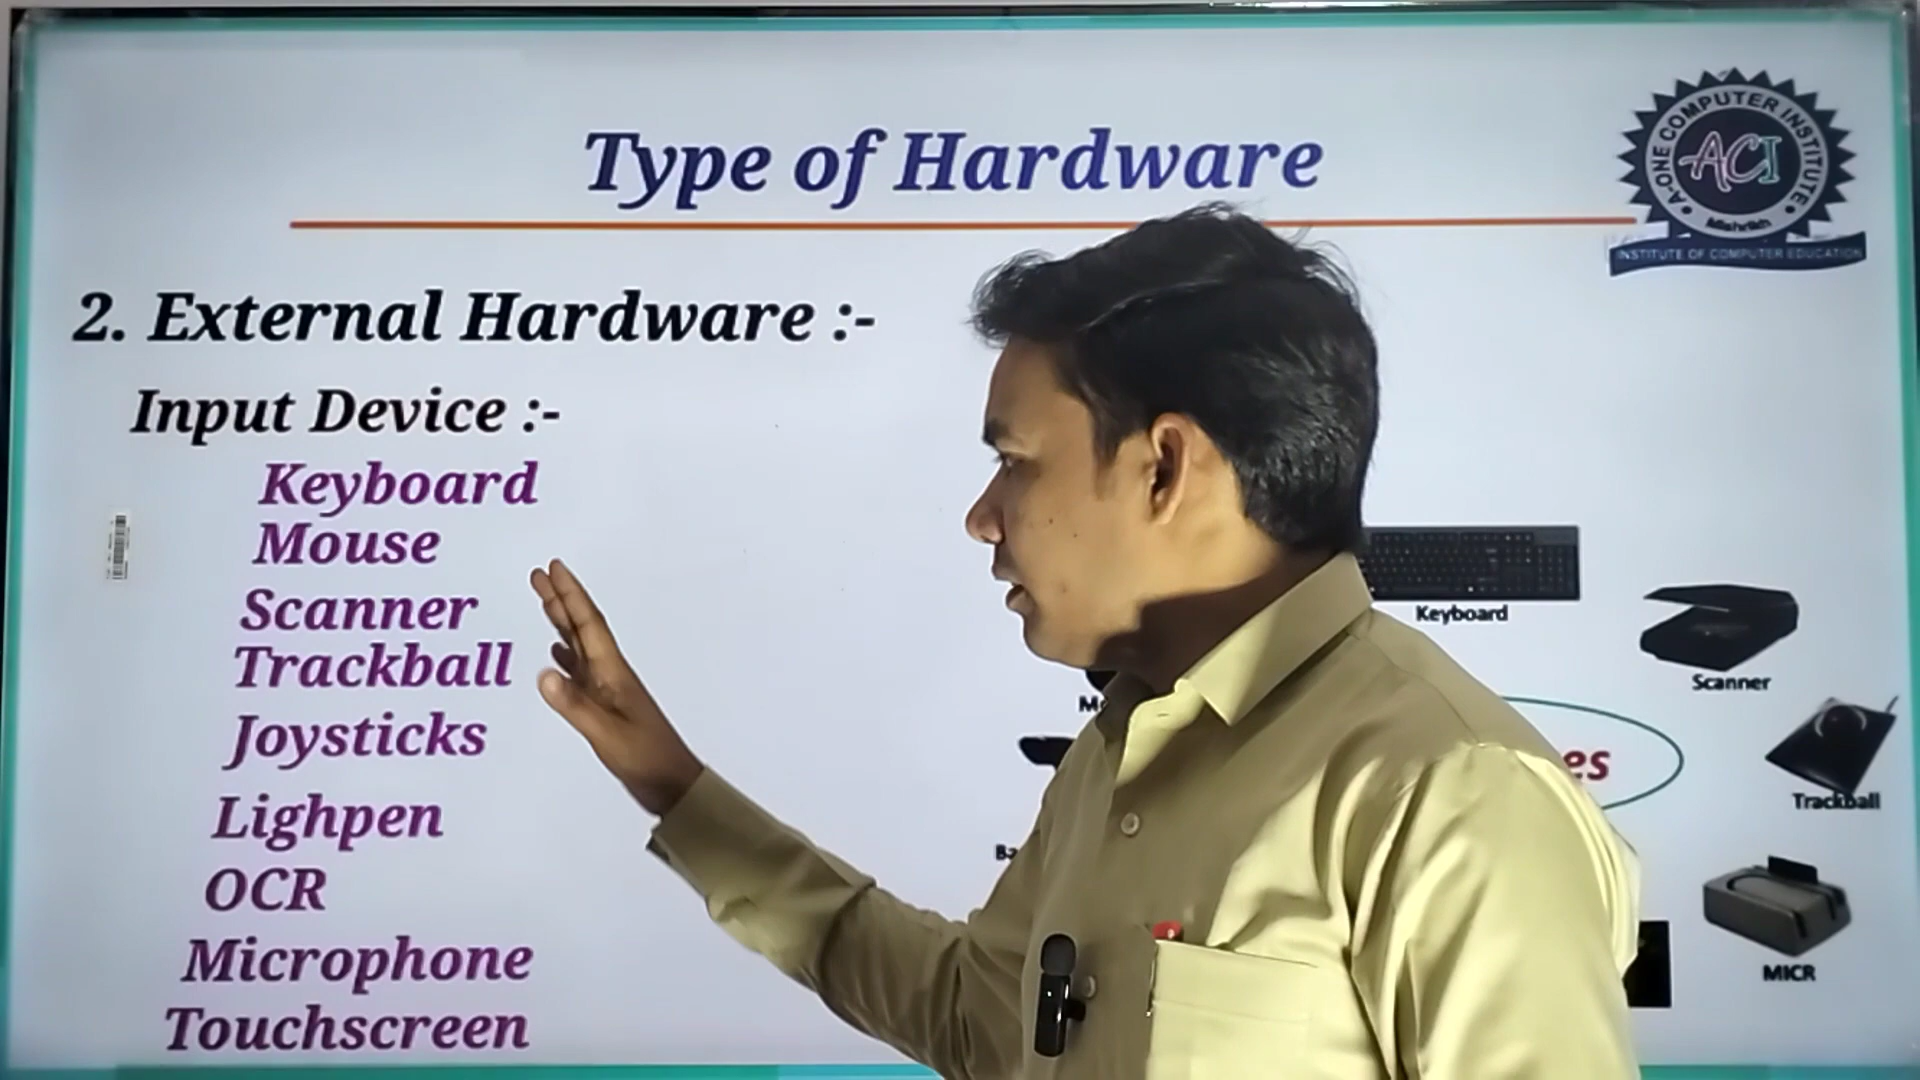 Type of Hardware
A-ONE COMPUTER INSTITUTE
ACI
Mishrikh
INSTITUTE OF COMPUTER EDUCATION
2. External Hardware :-
Input Device :-
Keyboard
Mouse
Scanner
Trackball
Joysticks
Lighpen
OCR
Microphone
Touchscreen
Keyboard
Scanner
Trackball
MICR